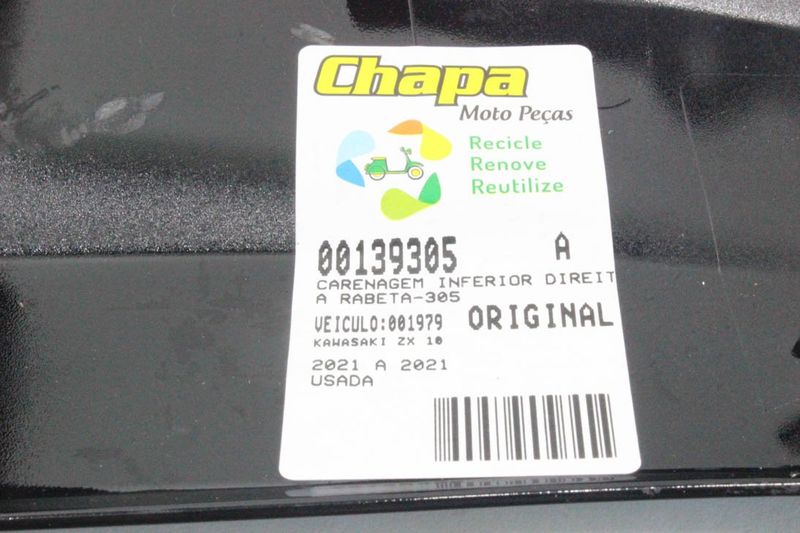 Chapa
Moto Peças
Recicle
Renove
Reutilize
00139305 A
CARENAGEM INFERIOR DIREIT
A RABETA-305
VEICULO:001979 ORIGINAL
KAWASAKI ZX 10
2021 A 2021
USADA